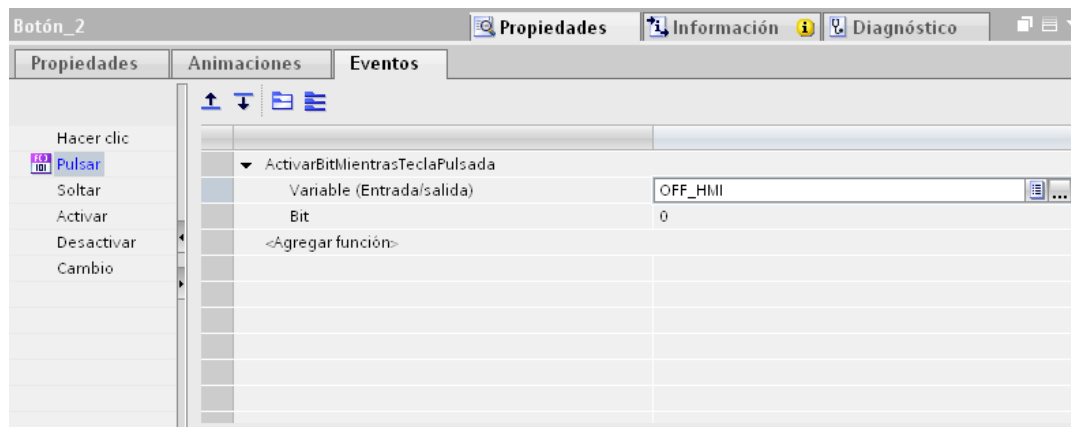 Botón_2
Propiedades Información Diagnóstico
Propiedades Animaciones Eventos
Hacer clic
Pulsar
Soltar
Activar
Desactivar
Cambio
ActivarBitMientrasTeclaPulsada
Variable (Entrada/salida) OFF_HMI
Bit 0
<Agregar función>